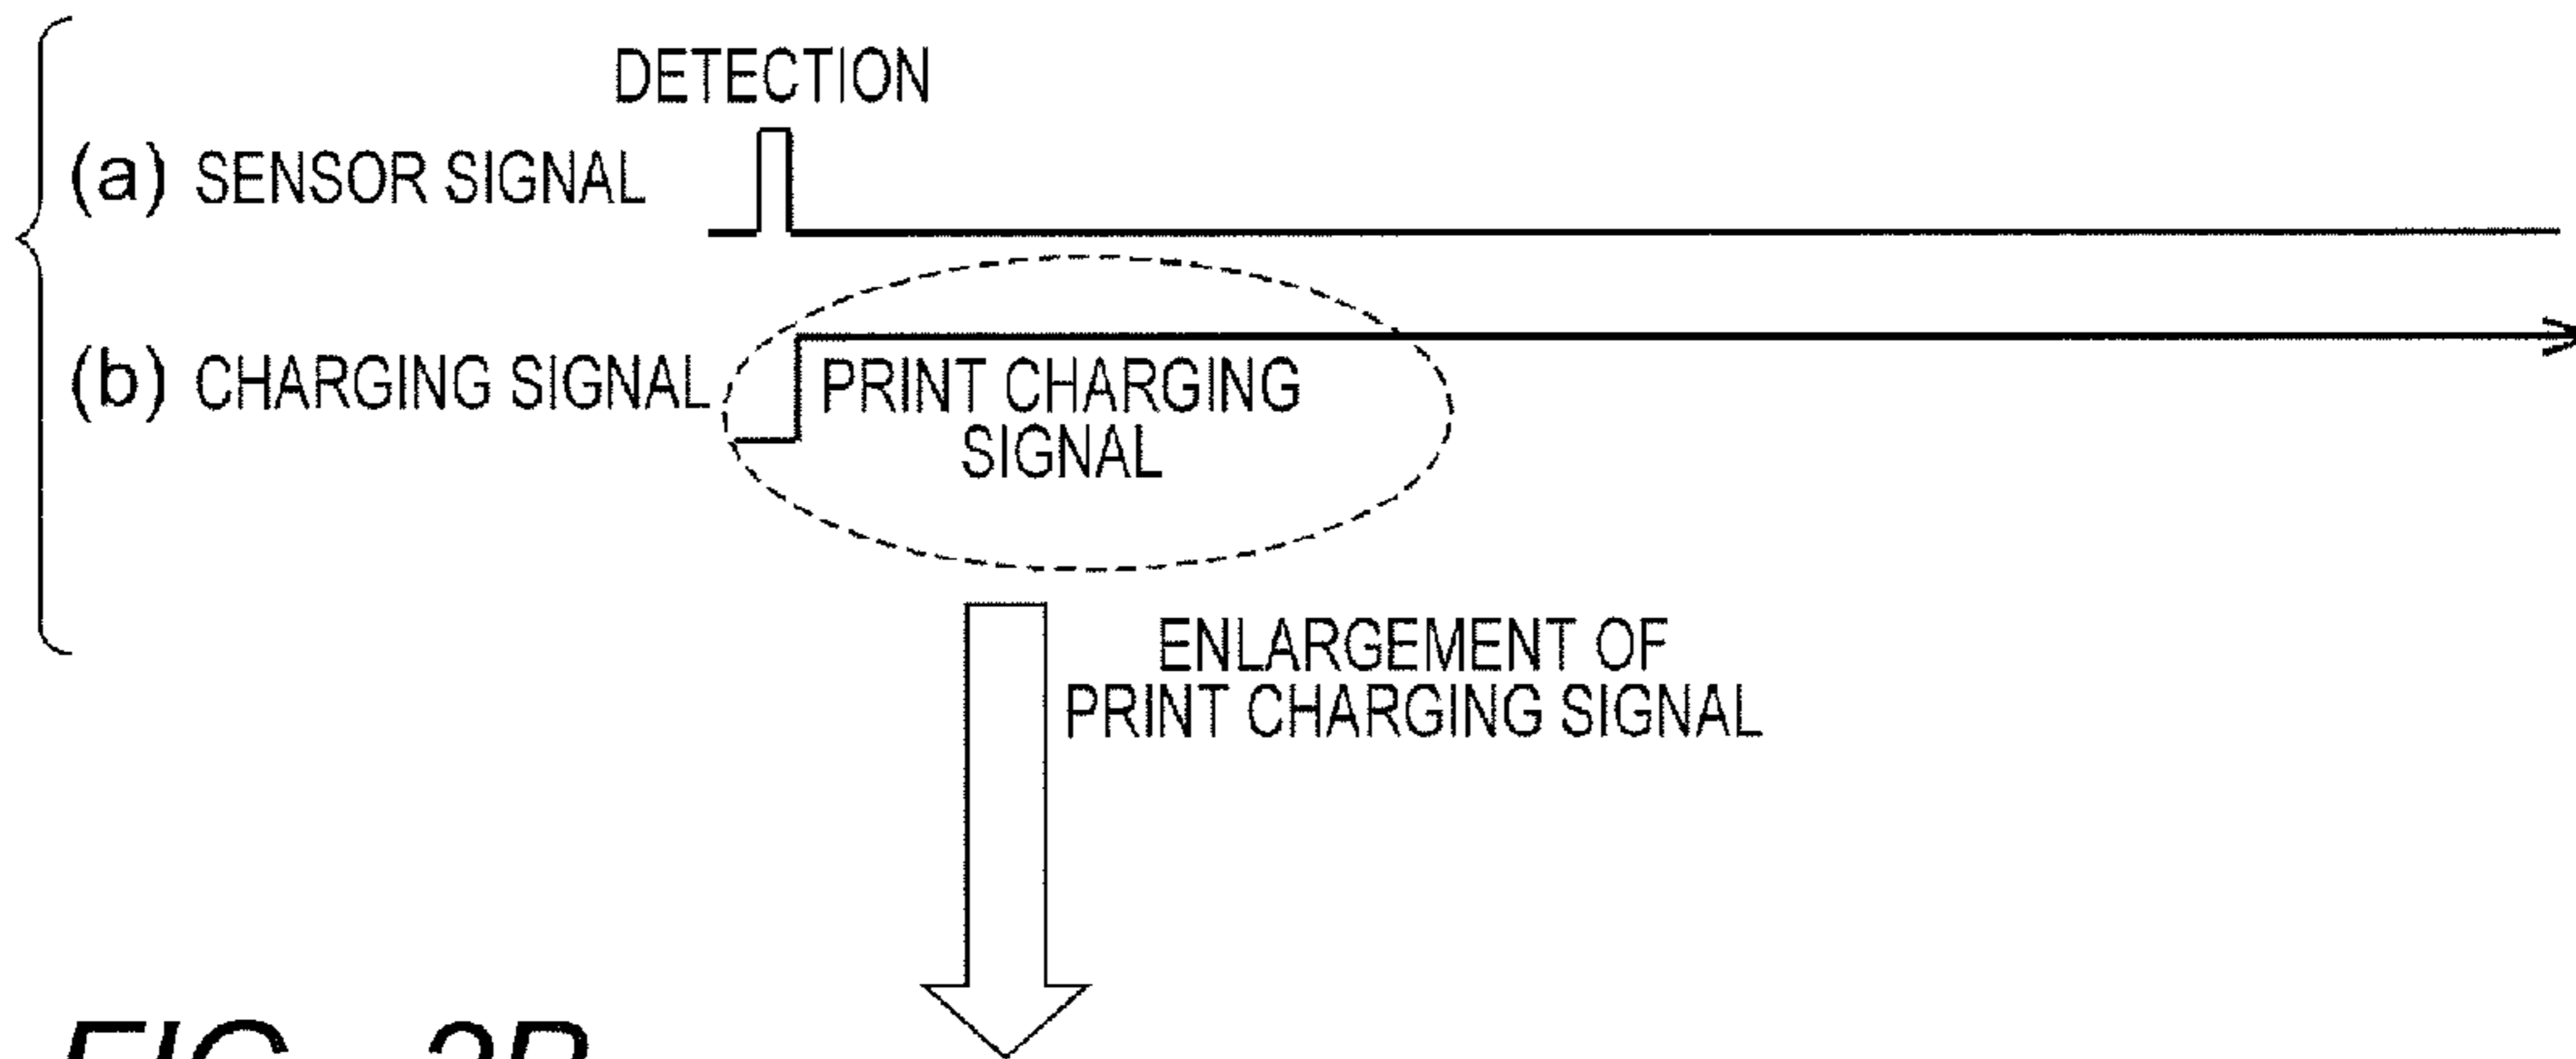 DETECTION
(a) SENSOR SIGNAL
(b) CHARGING SIGNAL
PRINT CHARGING
SIGNAL
ENLARGEMENT OF
PRINT CHARGING SIGNAL